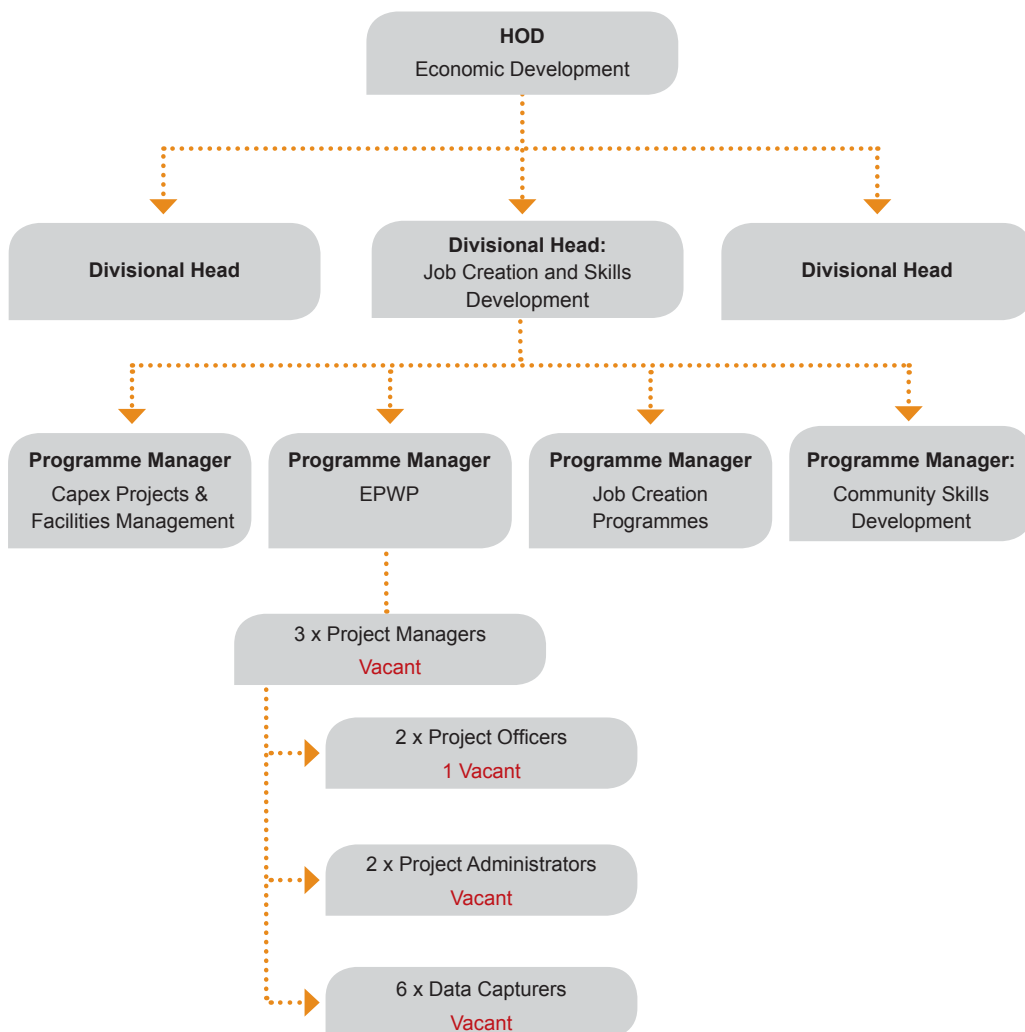 HOD
Economic Development
Divisional Head
Divisional Head:
Job Creation and Skills
Development
Divisional Head
Programme Manager
Capex Projects &
Facilities Management
Programme Manager
EPWP
Programme Manager
Job Creation
Programmes
Programme Manager:
Community Skills
Development
3 x Project Managers
Vacant
2 x Project Officers
1 Vacant
2 x Project Administrators
Vacant
6 x Data Capturers
Vacant